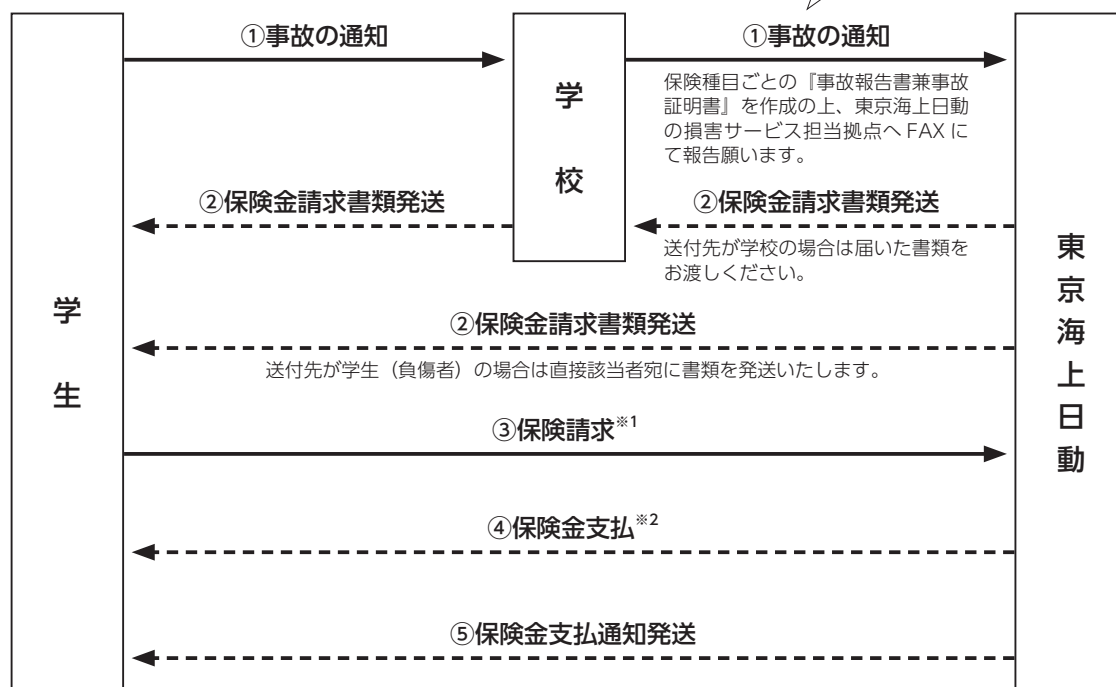 ①事故の通知
①事故の通知
保険種目ごとの『事故報告書兼事故
証明書』を作成の上、東京海上日動
の損害サービス担当拠点へ FAX に
て報告願います。
学校
②保険金請求書類発送
②保険金請求書類発送
送付先が学校の場合は届いた書類を
お渡しください。
学生
東京海上日動
②保険金請求書類発送
送付先が学生（負傷者）の場合は直接該当者宛に書類を発送いたします。
③保険請求※1
④保険金支払※2
⑤保険金支払通知発送